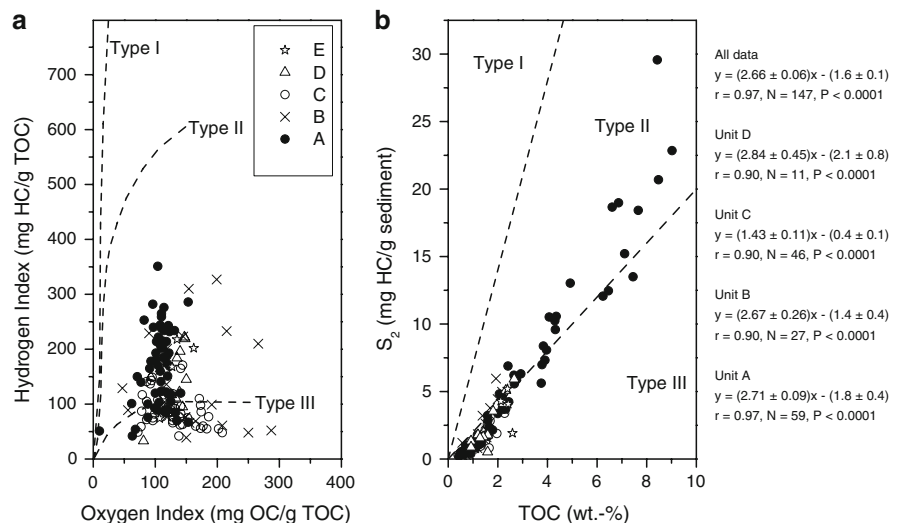 a
Type I
Type II
Type III
E
D
C
B
A
700
600
500
400
300
200
100
0
0
100
200
300
400
Hydrogen Index (mg HC/g TOC)
Oxygen Index (mg OC/g TOC)
b
Type I
Type II
Type III
30
25
20
15
10
5
0
0
2
4
6
8
10
S2 (mg HC/g sediment)
TOC (wt.-%)
All data
y = (2.66 ± 0.06)x - (1.6 ± 0.1)
r = 0.97, N = 147, P < 0.0001
Unit D
y = (2.84 ± 0.45)x - (2.1 ± 0.8)
r = 0.90, N = 11, P < 0.0001
Unit C
y = (1.43 ± 0.11)x - (0.4 ± 0.1)
r = 0.90, N = 46, P < 0.0001
Unit B
y = (2.67 ± 0.26)x - (1.4 ± 0.4)
r = 0.90, N = 27, P < 0.0001
Unit A
y = (2.71 ± 0.09)x - (1.8 ± 0.4)
r = 0.97, N = 59, P < 0.0001